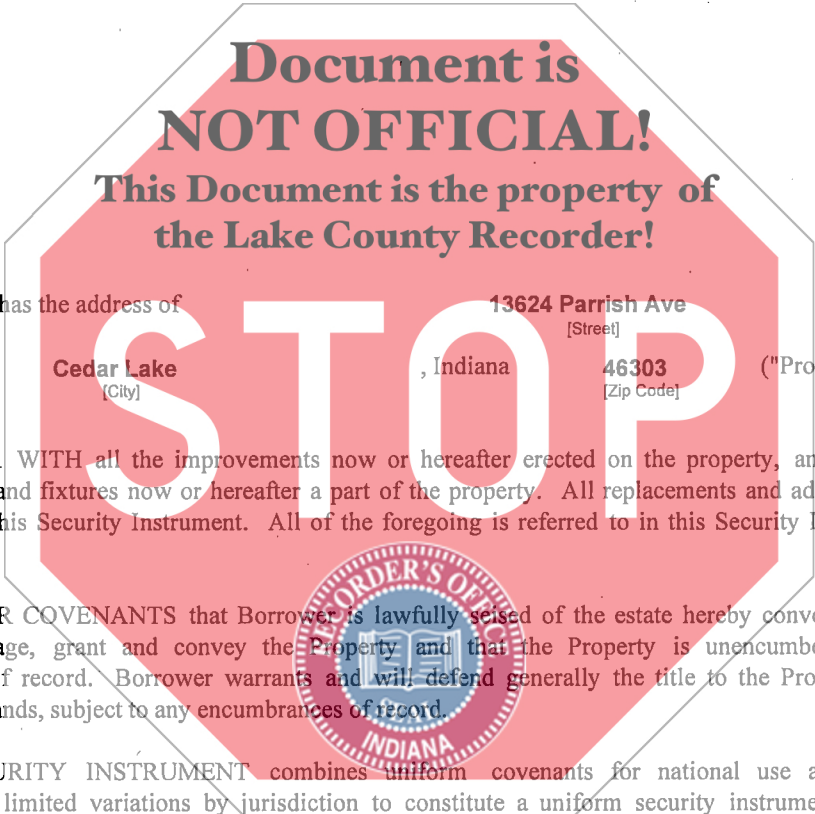 Document is
NOT OFFICIAL!
This Document is the property of
the Lake County Recorder!
has the address of 13624 Parrish Ave
[Street]
Cedar Lake , Indiana 46303 ("Pro
[City] [Zip Code]
STOP
WITH all the improvements now or hereafter erected on the property, an
and fixtures now or hereafter a part of the property. All replacements and ad
his Security Instrument. All of the foregoing is referred to in this Security I
RECORDER'S OFFICE
R COVENANTS that Borrower is lawfully seised of the estate hereby conve
age, grant and convey the Property and that the Property is unencumbe
f record. Borrower warrants and will defend generally the title to the Pro
nds, subject to any encumbrances of record.
INDIANA
URITY INSTRUMENT combines uniform covenants for national use a
limited variations by jurisdiction to constitute a uniform security instrume